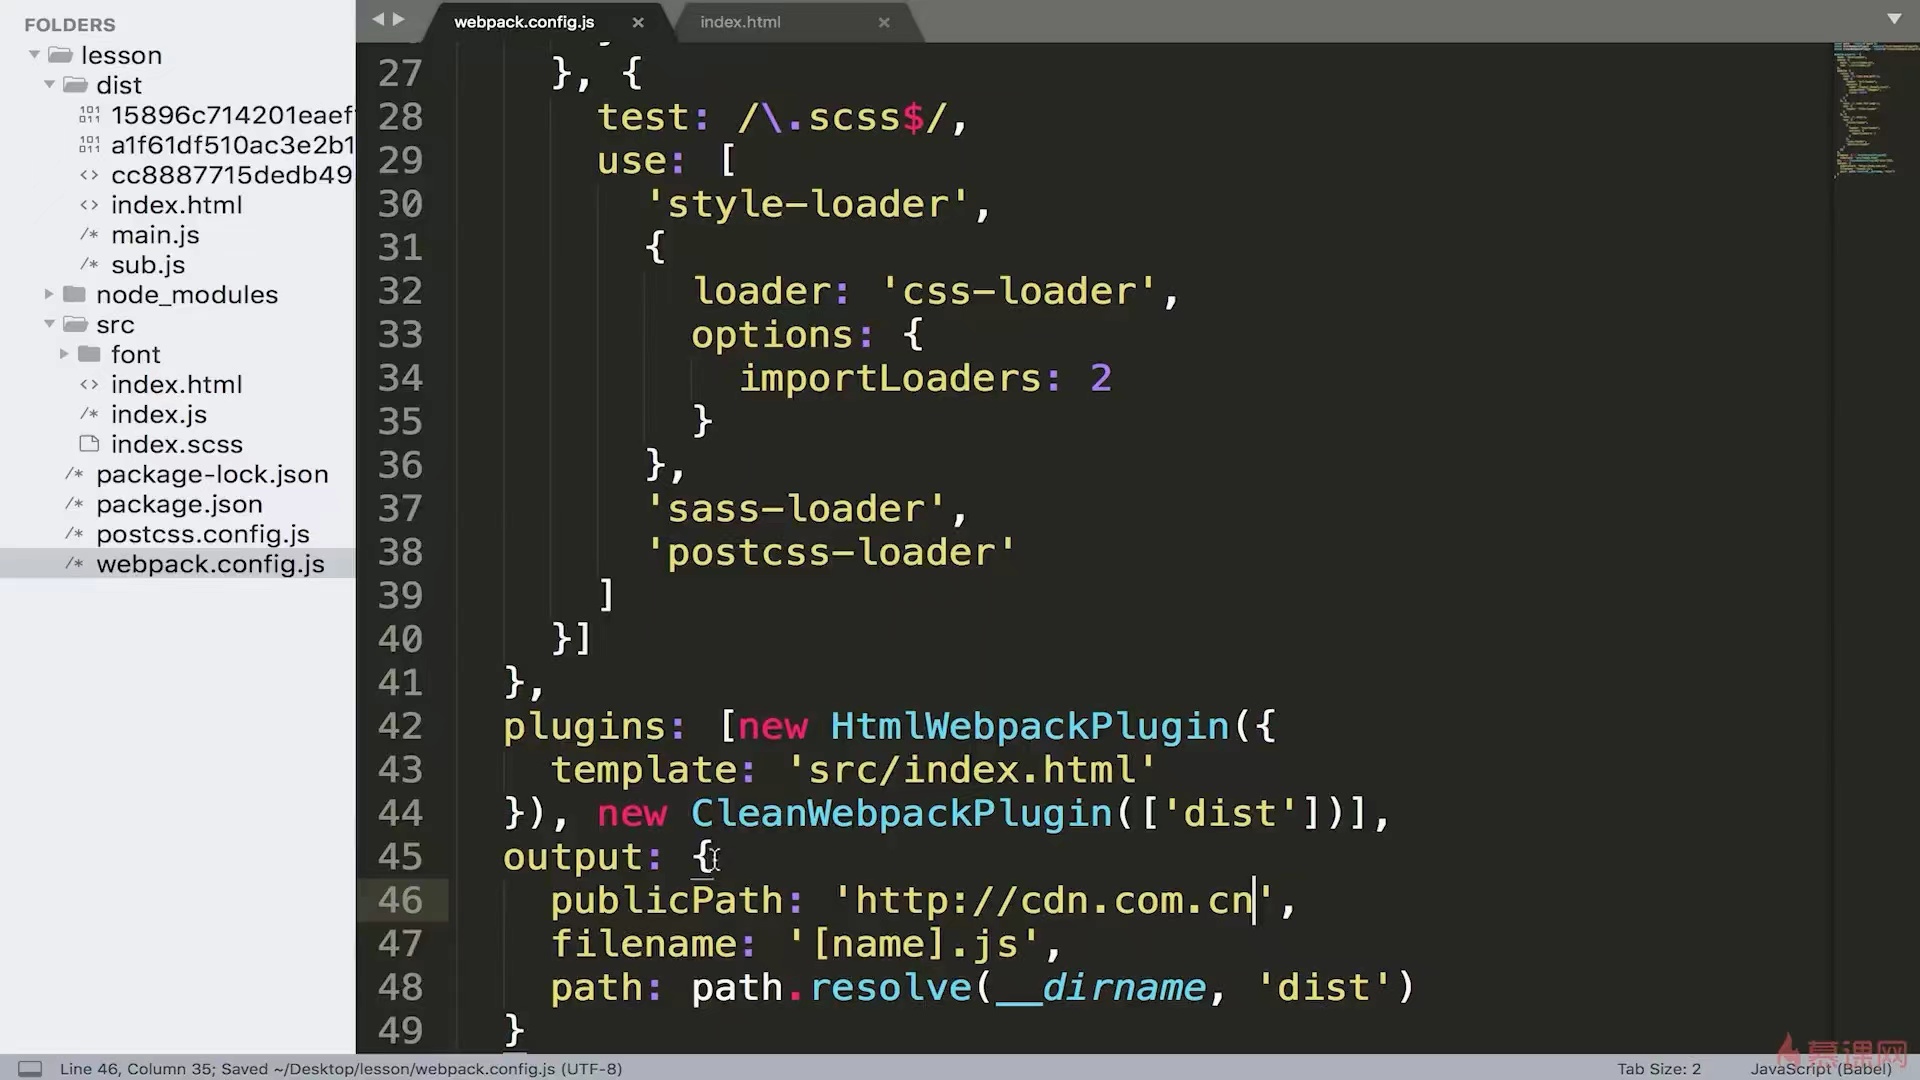 FOLDERS
lesson
dist
15896c714201eaef
a1f61df510ac3e2b1
cc8887715dedb49
index.html
main.js
sub.js
node_modules
src
font
index.html
index.js
index.scss
package-lock.json
package.json
postcss.config.js
webpack.config.js
webpack.config.js ×
index.html ×
27 }, {
28 test: /\.scss$/,
29 use: [
30 'style-loader',
31 {
32 loader: 'css-loader',
33 options: {
34 importLoaders: 2
35 }
36 },
37 'sass-loader',
38 'postcss-loader'
39 ]
40 }]
41 },
42 plugins: [new HtmlWebpackPlugin({
43 template: 'src/index.html'
44 }), new CleanWebpackPlugin(['dist'])],
45 output: {
46 publicPath: 'http://cdn.com.cn',
47 filename: '[name].js',
48 path: path.resolve(__dirname, 'dist')
49 }
Line 46, Column 35; Saved ~/Desktop/lesson/webpack.config.js (UTF-8)
Tab Size: 2
JavaScript (Babel)
慕课网